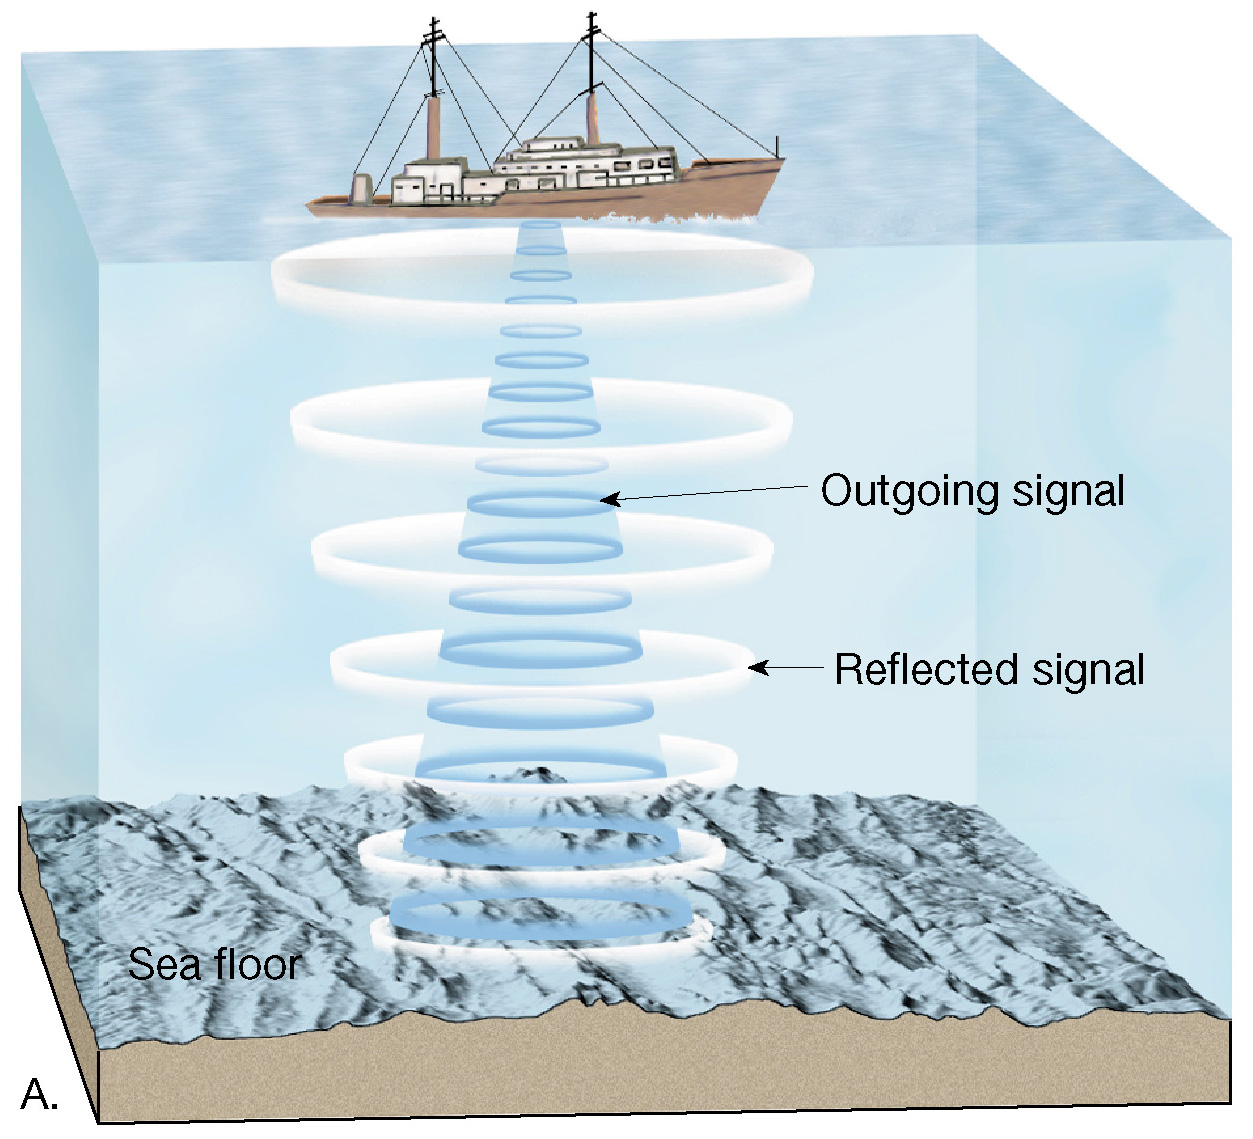 Outgoing signal
Reflected signal
Sea floor
A.